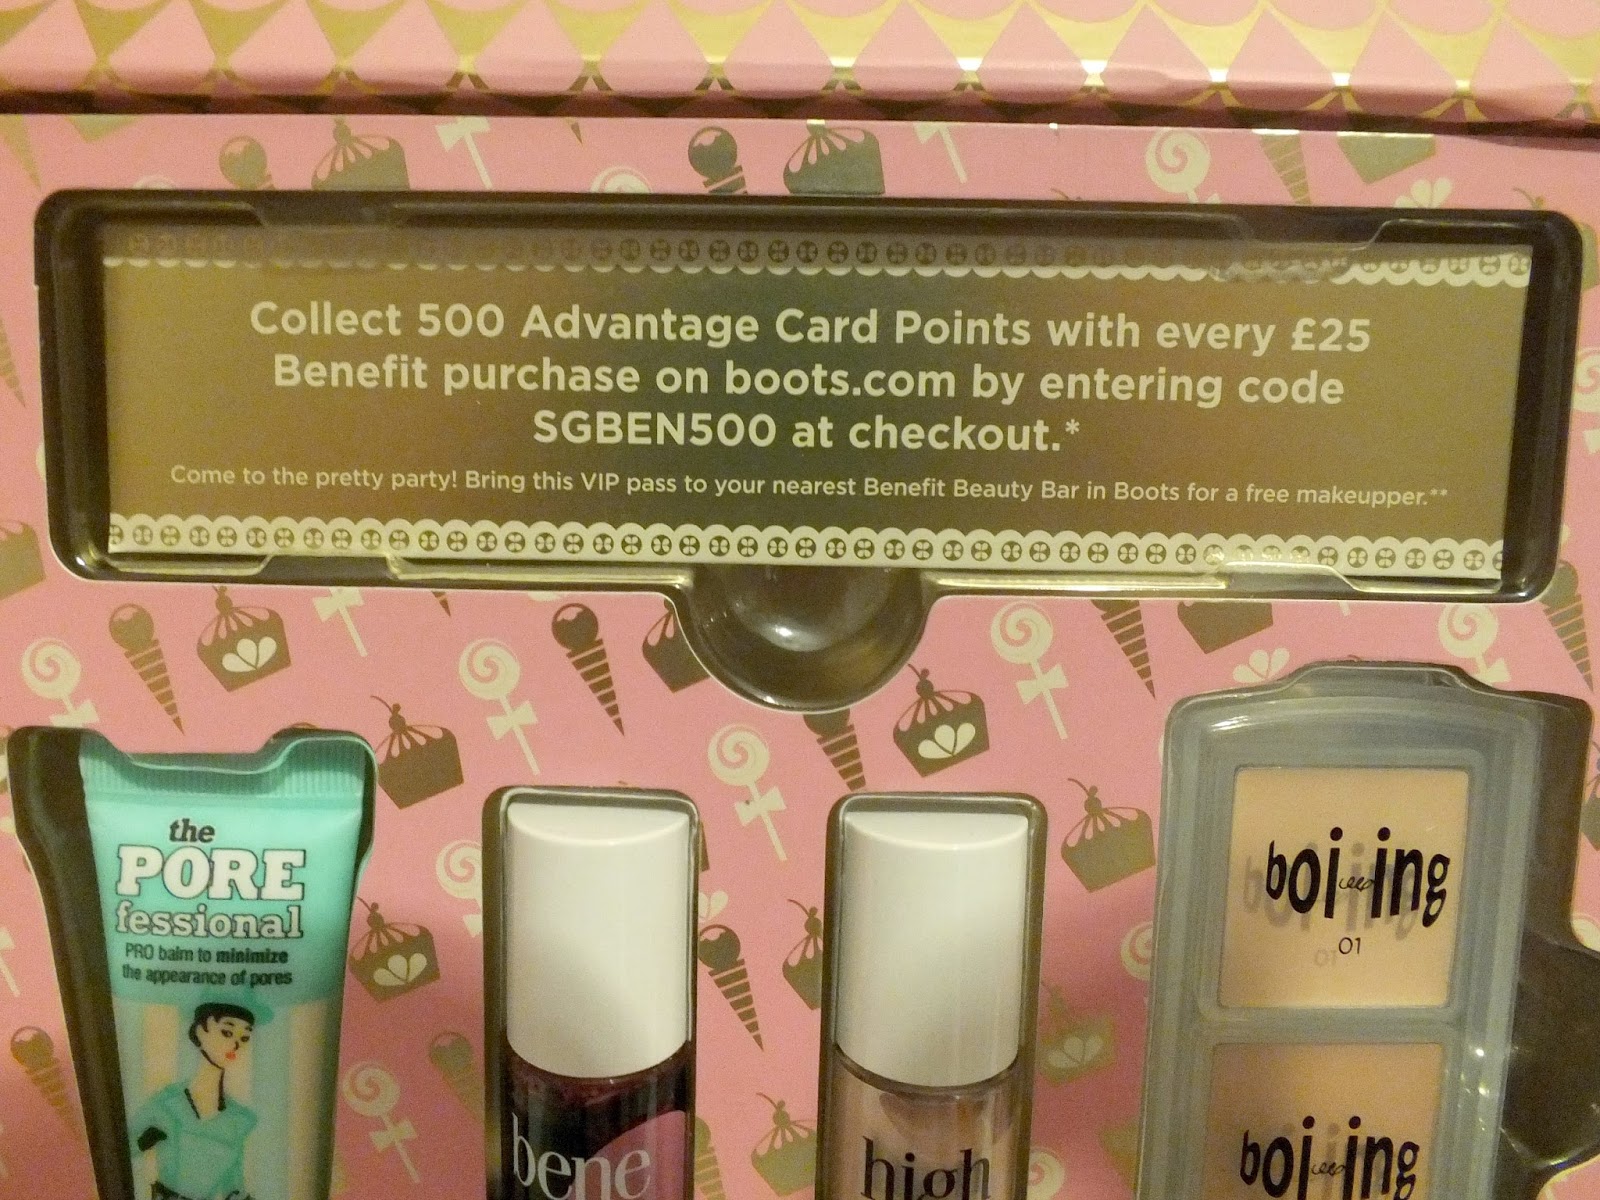 Collect 500 Advantage Card Points with every £25
Benefit purchase on boots.com by entering code
SGBEN500 at checkout.*
Come to the pretty party! Bring this VIP pass to your nearest Benefit Beauty Bar in Boots for a free makeupper.**
the
PORE
fessional
PRO balm to minimize
the appearance of pores
bene
high
boi-ing
01
boi-ing